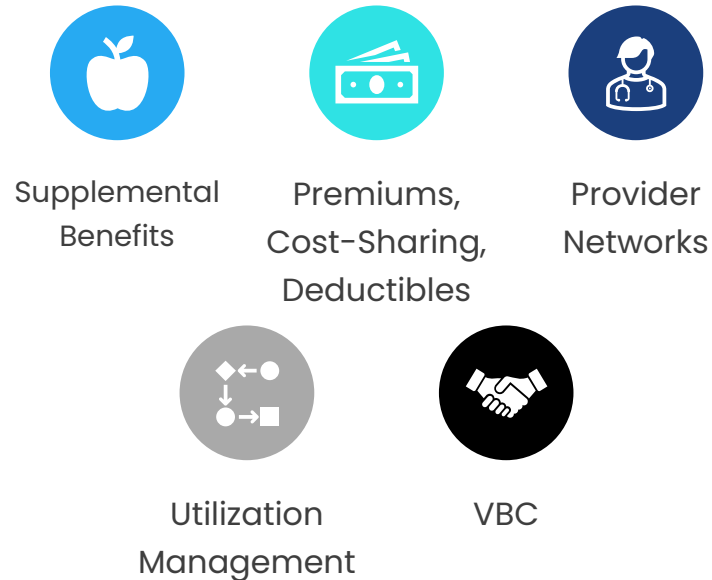 Supplemental
Benefits
Premiums,
Cost-Sharing,
Deductibles
Provider
Networks
Utilization
Management
VBC